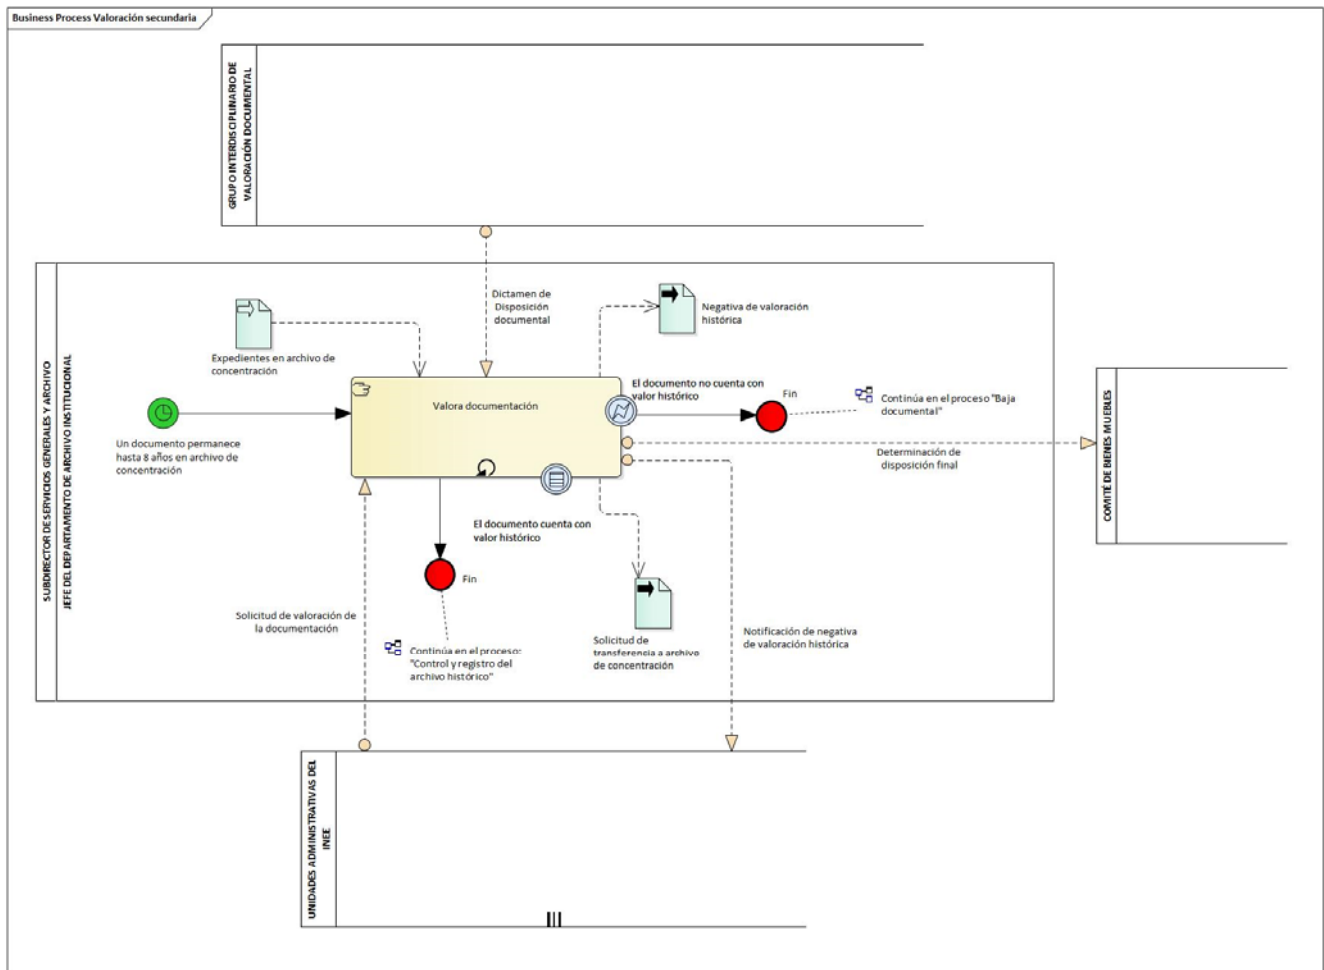 Business Process Valoración secundaria
GRUPO INTERDISCIPLINARIO DE
VALORACIÓN DOCUMENTAL
SUBDIRECTOR DE SERVICIOS GENERALES Y ARCHIVO
JEFE DEL DEPARTAMENTO DE ARCHIVO INSTITUCIONAL
Dictamen de
Disposición
documental
Negativa de valoración
histórica
Expedientes en archivo de
concentración
Valora documentación
El documento no cuenta con
valor histórico
Fin
Continúa en el proceso "Baja
documental"
Un documento permanece
hasta 8 años en archivo de
concentración
Determinación de
disposición final
COMITÉ DE BIENES MUEBLES
El documento cuenta con
valor histórico
Fin
Solicitud de valoración de
la documentación
Continúa en el proceso:
"Control y registro del
archivo histórico"
Solicitud de
transferencia a archivo
de concentración
Notificación de negativa
de valoración histórica
UNIDADES ADMINISTRATIVAS DEL
INEE